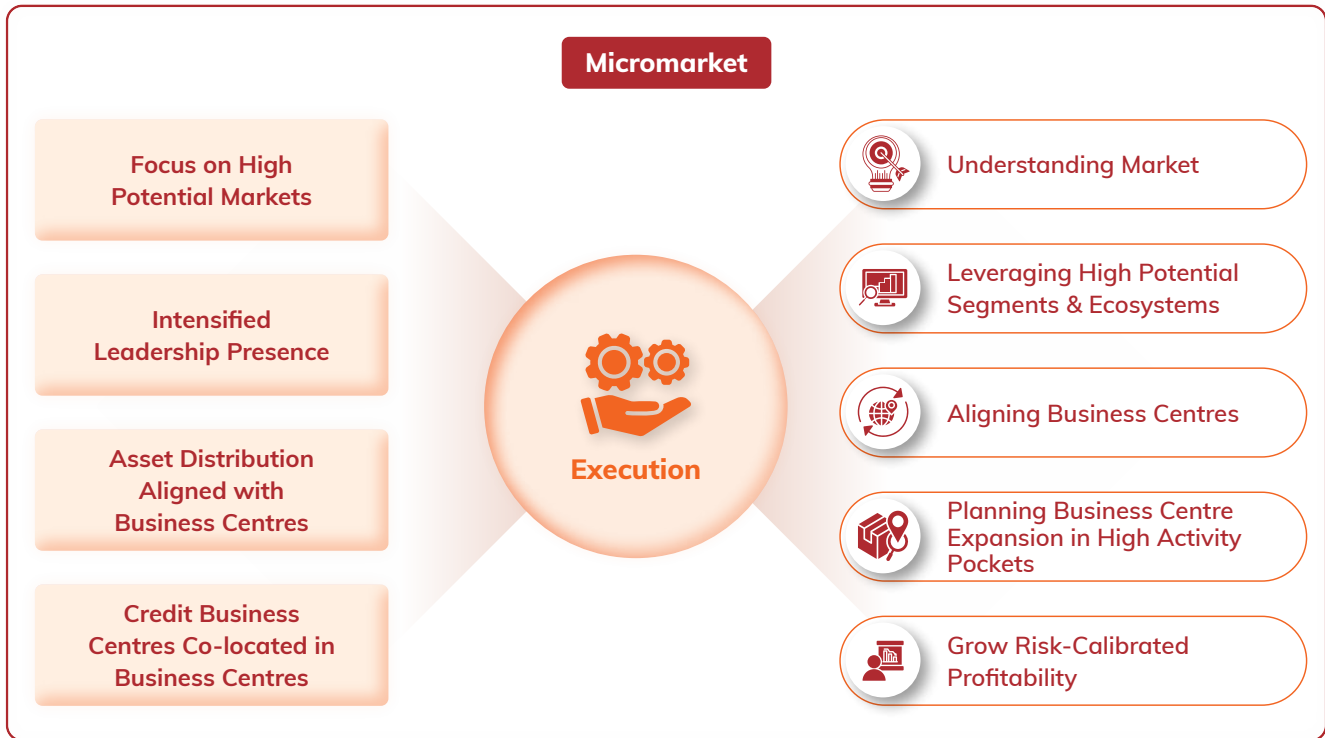 Micromarket
Focus on High
Potential Markets
Intensified
Leadership Presence
Asset Distribution
Aligned with
Business Centres
Credit Business
Centres Co-located in
Business Centres
Execution
Understanding Market
Leveraging High Potential
Segments & Ecosystems
Aligning Business Centres
Planning Business Centre
Expansion in High Activity
Pockets
Grow Risk-Calibrated
Profitability